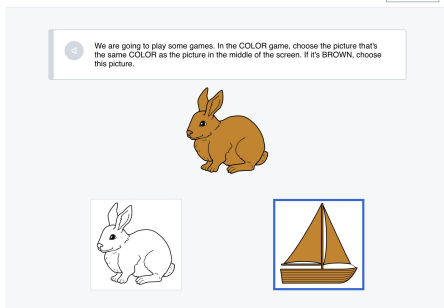 We are going to play some games. In the COLOR game, choose the picture that's
the same COLOR as the picture in the middle of the screen. If it's BROWN, choose
this picture.